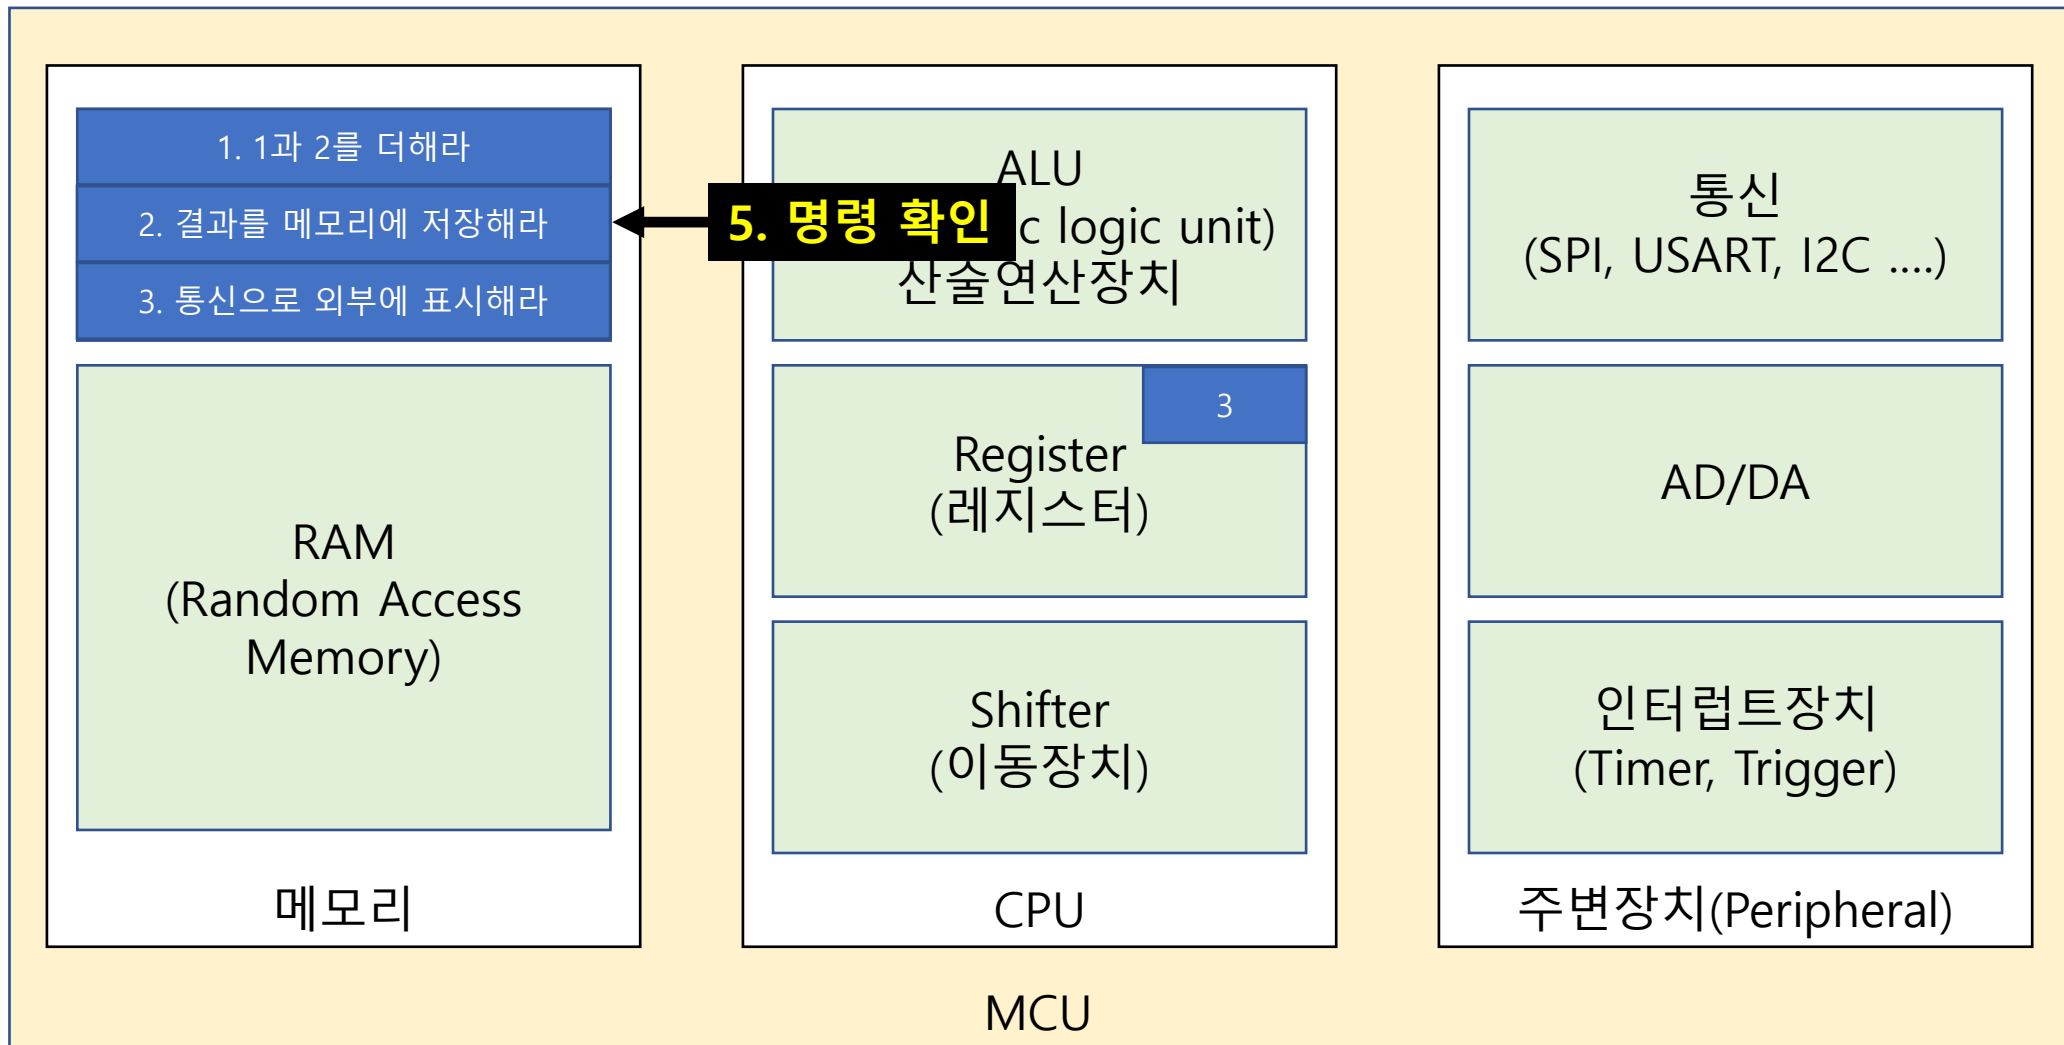 1. 1과 2를 더해라
2. 결과를 메모리에 저장해라
3. 통신으로 외부에 표시해라
RAM
(Random Access
Memory)
메모리
5. 명령 확인
ALU
c logic unit)
산술연산장치
3
Register
(레지스터)
Shifter
(이동장치)
CPU
통신
(SPI, USART, I2C ....)
AD/DA
인터럽트장치
(Timer, Trigger)
주변장치(Peripheral)
MCU